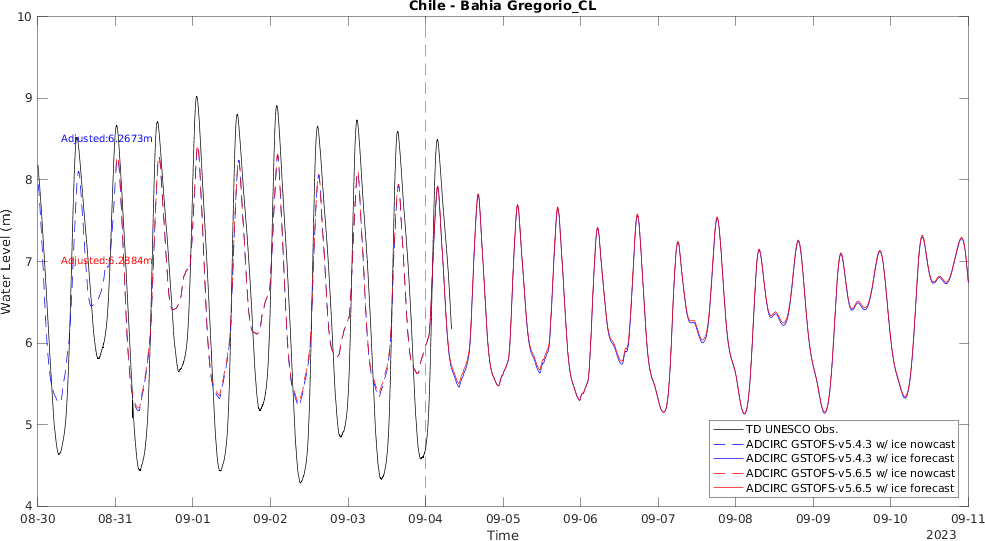 Chile - Bahia Gregorio_CL
10
9
8
7
6
5
4
Water Level (m)
Adjusted:6.2673m
Adjusted:6.2384m
TD UNESCO Obs.
ADCIRC GSTOFS-v5.4.3 w/ ice nowcast
ADCIRC GSTOFS-v5.4.3 w/ ice forecast
ADCIRC GSTOFS-v5.6.5 w/ ice nowcast
ADCIRC GSTOFS-v5.6.5 w/ ice forecast
08-30 08-31 09-01 09-02 09-03 09-04 09-05 09-06 09-07 09-08 09-09 09-10 09-11
Time
2023